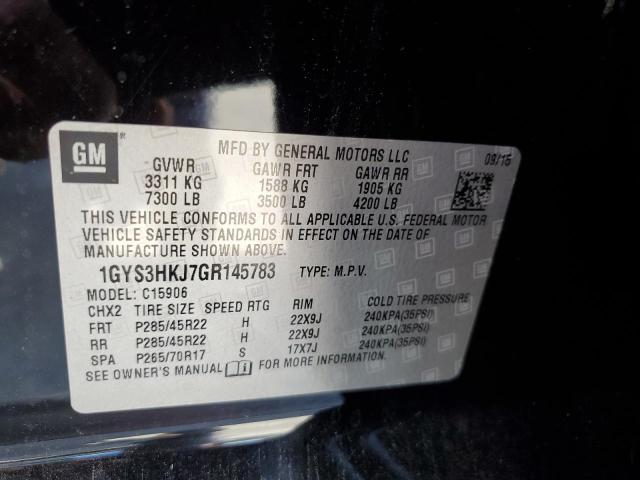 GM
®
MFD BY GENERAL MOTORS LLC 09/15
GVWR GAWR FRT GAWR RR
3311 KG 1588 KG 1905 KG
7300 LB 3500 LB 4200 LB
THIS VEHICLE CONFORMS TO ALL APPLICABLE U.S. FEDERAL MOTOR
VEHICLE SAFETY STANDARDS IN EFFECT ON THE DATE OF
MANUFACTURE SHOWN ABOVE.
1GYS3HKJ7GR145783 TYPE: M.P.V.
MODEL: C15906
CHX2 TIRE SIZE SPEED RTG RIM COLD TIRE PRESSURE
FRT P285/45R22 H 22X9J 240KPA(35PSI)
RR P285/45R22 H 22X9J 240KPA(35PSI)
SPA P265/70R17 S 17X7J 240KPA(35PSI)
SEE OWNER'S MANUAL FOR MORE INFORMATION.